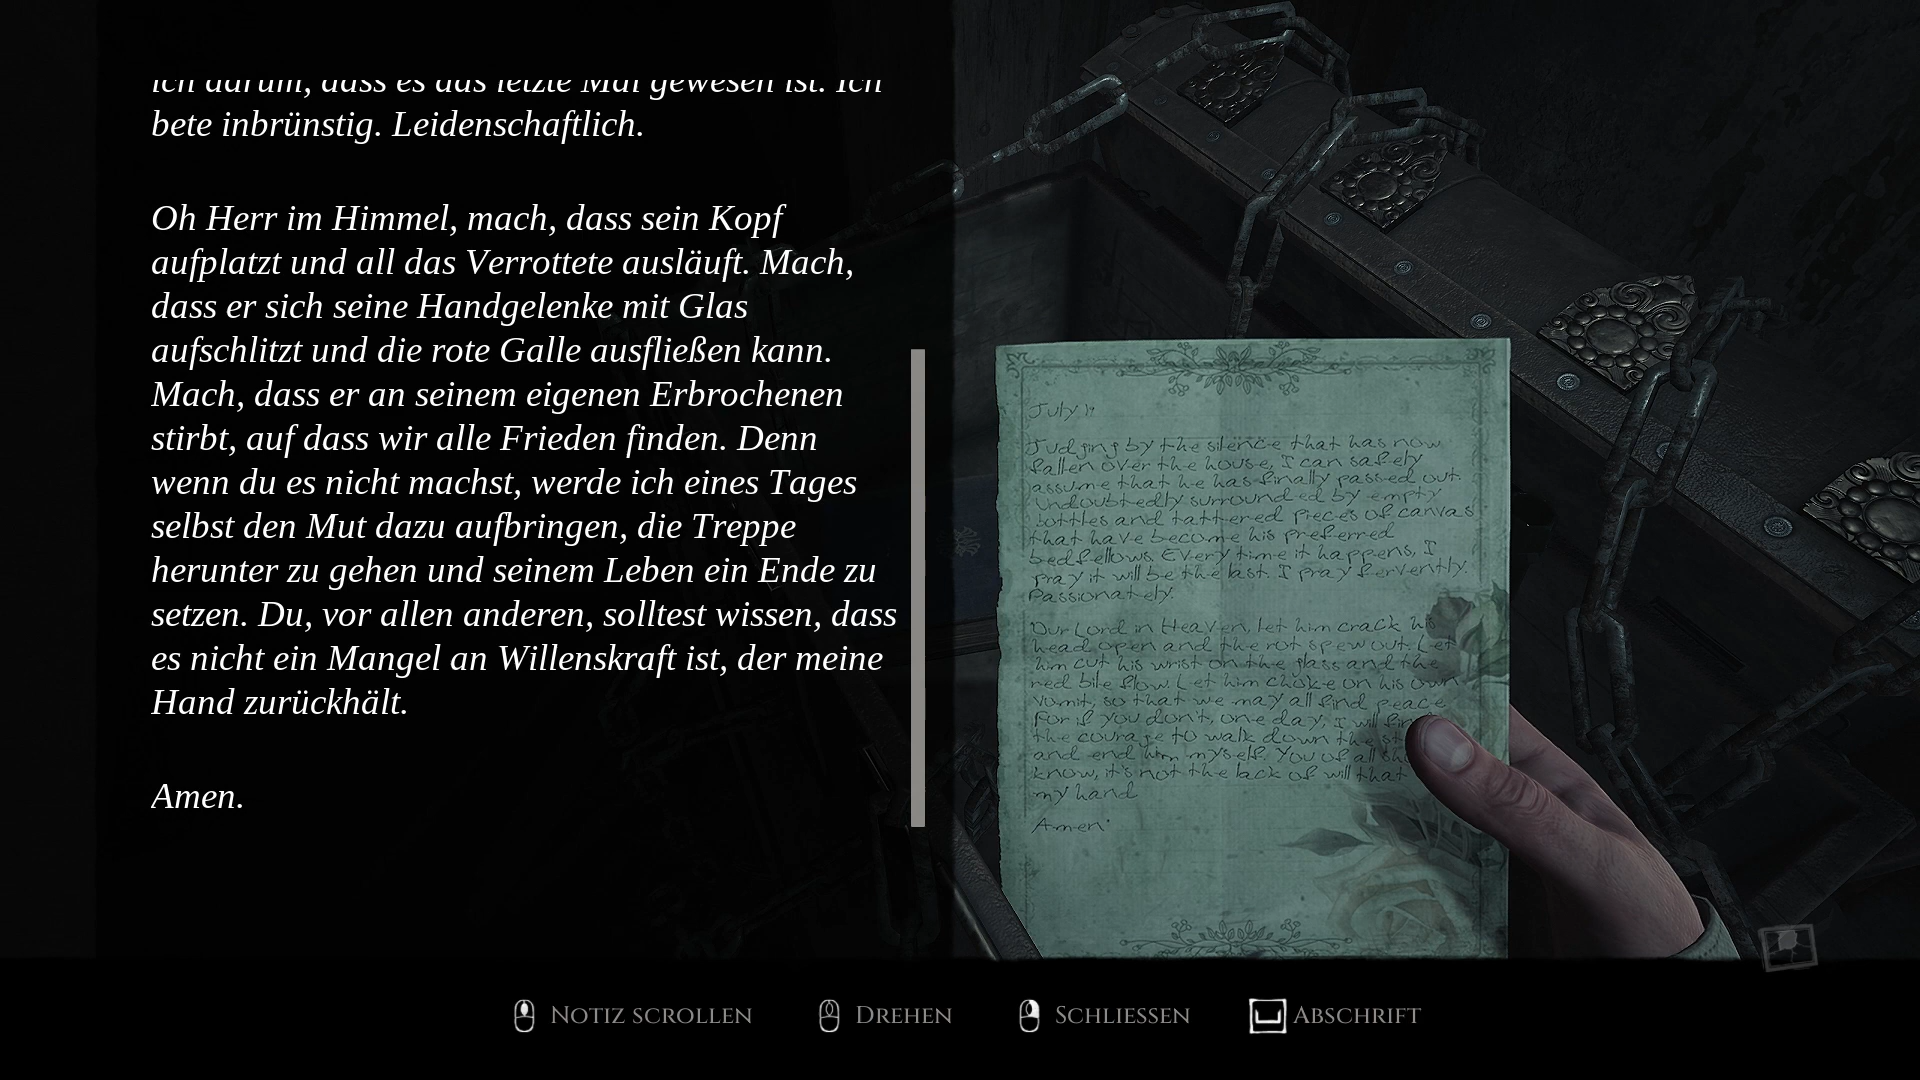 ich darum, dass es das letzte Mal gewesen ist. Ich
bete inbrünstig. Leidenschaftlich.
Oh Herr im Himmel, mach, dass sein Kopf
aufplatzt und all das Verrottete ausläuft. Mach,
dass er sich seine Handgelenke mit Glas
aufschlitzt und die rote Galle ausfließen kann.
Mach, dass er an seinem eigenen Erbrochenen
stirbt, auf dass wir alle Frieden finden. Denn
wenn du es nicht machst, werde ich eines Tages
selbst den Mut dazu aufbringen, die Treppe
herunter zu gehen und seinem Leben ein Ende zu
setzen. Du, vor allen anderen, solltest wissen, dass
es nicht ein Mangel an Willenskraft ist, der meine
Hand zurückhält.
Amen.
July
Judging by the silence that has now
fallen over the house, I can safely
assume that he has finally passed out.
Undoubtedly surrounded by empty
bottles and tattered pieces of canvas
that have become his preferred
bedfellows. Every time it happens, I
pray it will be the last. I pray fervently.
Passionately.
Our Lord in Heaven, let him crack his
head open and the rot spew out. Let
him cut his wrist on the glass and the
red bile flow. Let him choke on his own
vomit, so that we may all find peace
for if you don't, one day, I will find
the courage to walk down the
and end him myself. You of all
know, it's not the lack of will that
my hand
Amen
NOTIZ SCROLLEN
DREHEN
SCHLIESSEN
ABSCHRIFT